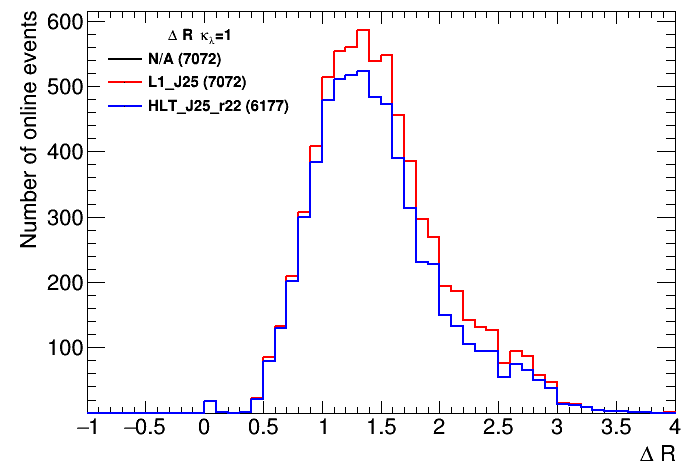 Δ R κλ=1
N/A (7072)
L1_J25 (7072)
HLT_J25_r22 (6177)
Number of online events
600
500
400
300
200
100
−1 −0.5 0 0.5 1 1.5 2 2.5 3 3.5 4
Δ R